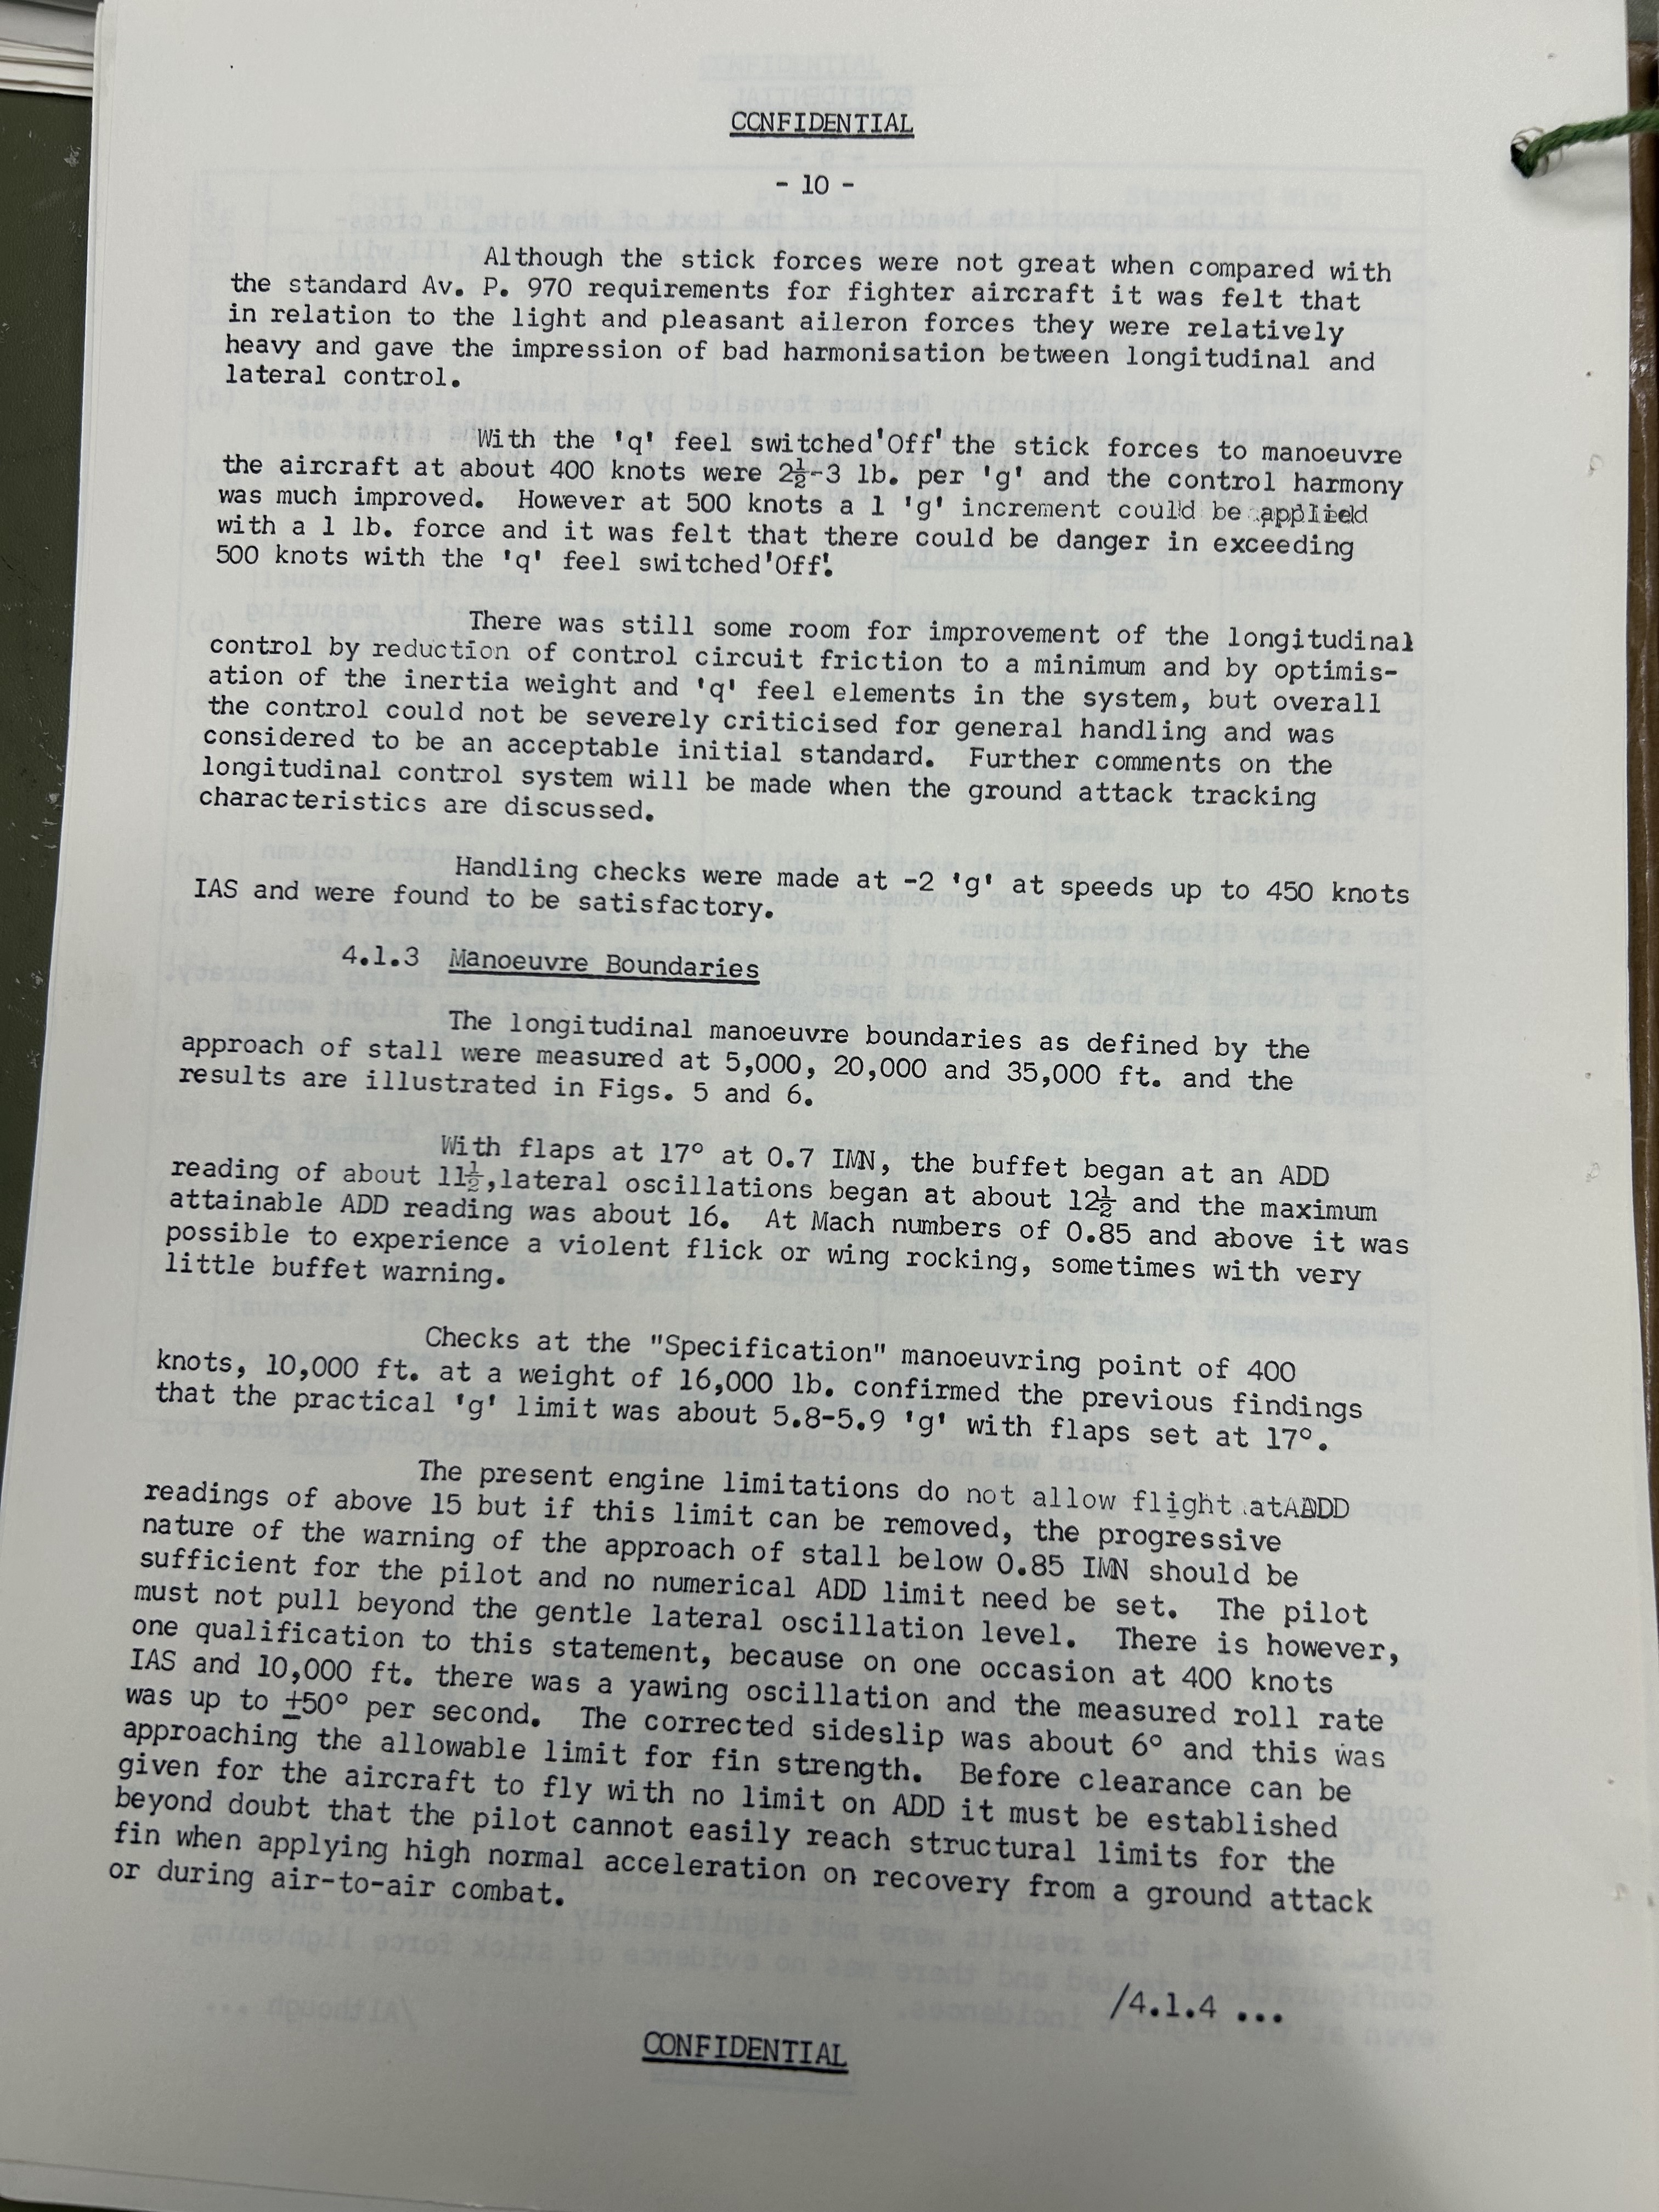 CCNFIDENTIAL
- 10 -
Although the stick forces were not great when compared with
the standard Av. P. 970 requirements for fighter aircraft it was felt that
in relation to the light and pleasant aileron forces they were relatively
heavy and gave the impression of bad harmonisation between longitudinal and
lateral control.
With the 'q' feel switched'Off' the stick forces to manoeuvre
the aircraft at about 400 knots were 2½-3 lb. per 'g' and the control harmony
was much improved. However at 500 knots a 1 'g' increment could be applied
with a 1 lb. force and it was felt that there could be danger in exceeding
500 knots with the 'q' feel switched'Off'.
There was still some room for improvement of the longitudinal
control by reduction of control circuit friction to a minimum and by optimis-
ation of the inertia weight and 'q' feel elements in the system, but overall
the control could not be severely criticised for general handling and was
considered to be an acceptable initial standard. Further comments on the
longitudinal control system will be made when the ground attack tracking
characteristics are discussed.
Handling checks were made at -2 'g' at speeds up to 450 knots
IAS and were found to be satisfactory.
4.1.3 Manoeuvre Boundaries
The longitudinal manoeuvre boundaries as defined by the
approach of stall were measured at 5,000, 20,000 and 35,000 ft. and the
results are illustrated in Figs. 5 and 6.
With flaps at 17° at 0.7 IMN, the buffet began at an ADD
reading of about 11½,lateral oscillations began at about 12½ and the maximum
attainable ADD reading was about 16. At Mach numbers of 0.85 and above it was
possible to experience a violent flick or wing rocking, sometimes with very
little buffet warning.
Checks at the "Specification" manoeuvring point of 400
knots, 10,000 ft. at a weight of 16,000 lb. confirmed the previous findings
that the practical 'g' limit was about 5.8-5.9 'g' with flaps set at 17°.
The present engine limitations do not allow flight at ADD
readings of above 15 but if this limit can be removed, the progressive
nature of the warning of the approach of stall below 0.85 IMN should be
sufficient for the pilot and no numerical ADD limit need be set. The pilot
must not pull beyond the gentle lateral oscillation level. There is however,
one qualification to this statement, because on one occasion at 400 knots
IAS and 10,000 ft. there was a yawing oscillation and the measured roll rate
was up to ±50° per second. The corrected sideslip was about 6° and this was
approaching the allowable limit for fin strength. Before clearance can be
given for the aircraft to fly with no limit on ADD it must be established
beyond doubt that the pilot cannot easily reach structural limits for the
fin when applying high normal acceleration on recovery from a ground attack
or during air-to-air combat.
/4.1.4 ...
CONFIDENTIAL